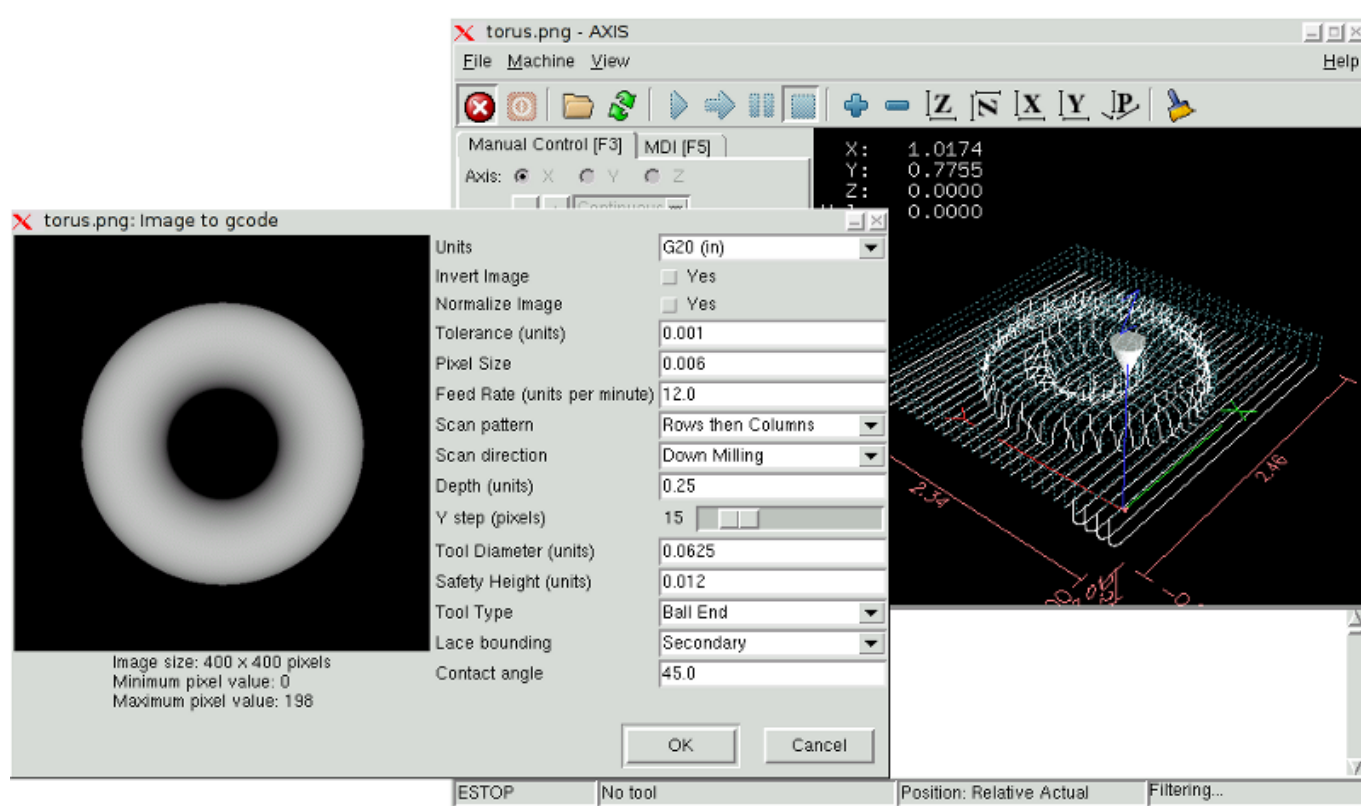 torus.png - AXIS
File Machine View Help
Z N X Y P
Manual Control [F3] MDI [F5]
Axis: X Y Z
Continuous
X: 1.0174
Y: 0.7755
Z: 0.0000
0.0000
torus.png: Image to gcode
Units G20 (in)
Invert Image Yes
Normalize Image Yes
Tolerance (units) 0.001
Pixel Size 0.006
Feed Rate (units per minute) 12.0
Scan pattern Rows then Columns
Scan direction Down Milling
Depth (units) 0.25
Y step (pixels) 15
Tool Diameter (units) 0.0625
Safety Height (units) 0.012
Tool Type Ball End
Lace bounding Secondary
Contact angle 45.0
Image size: 400 x 400 pixels
Minimum pixel value: 0
Maximum pixel value: 198
OK Cancel
X Y
2.34
2.46
ESTOP No tool Position: Relative Actual Filtering...